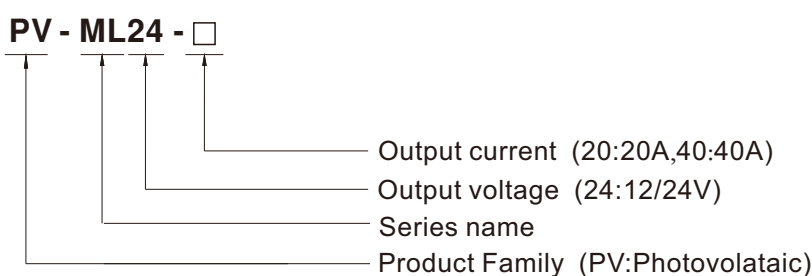 PV - ML24 - □
Output current (20:20A,40:40A)
Output voltage (24:12/24V)
Series name
Product Family (PV:Photovolataic)